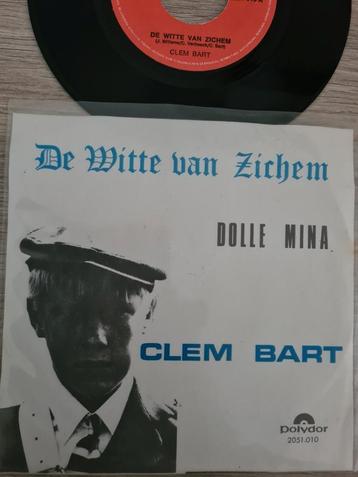 DE WITTE VAN ZICHEM
CLEM BART
De Witte van Zichem
DOLLE MINA
CLEM BART
polydor
2051.010